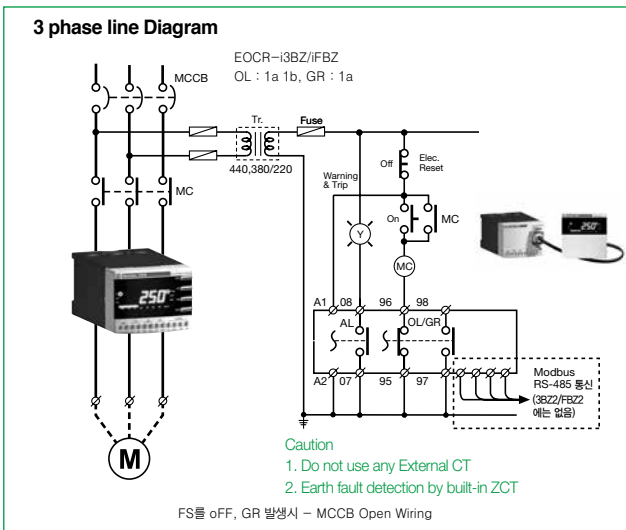 3 phase line Diagram
EOCR-i3BZ/iFBZ
OL : 1a 1b, GR : 1a
MCCB
Tr.
Fuse
440,380/220
Off
Elec.
Reset
Warning
& Trip
MC
On
MC
Y
MC
A1 08 96 98
AL
OL/GR
250
250
A2 07 95 97
Modbus
RS-485 통신
(3BZ2/FBZ2
에는 없음)
M
Caution
1. Do not use any External CT
2. Earth fault detection by built-in ZCT
FS를 oFF, GR 발생시 - MCCB Open Wiring